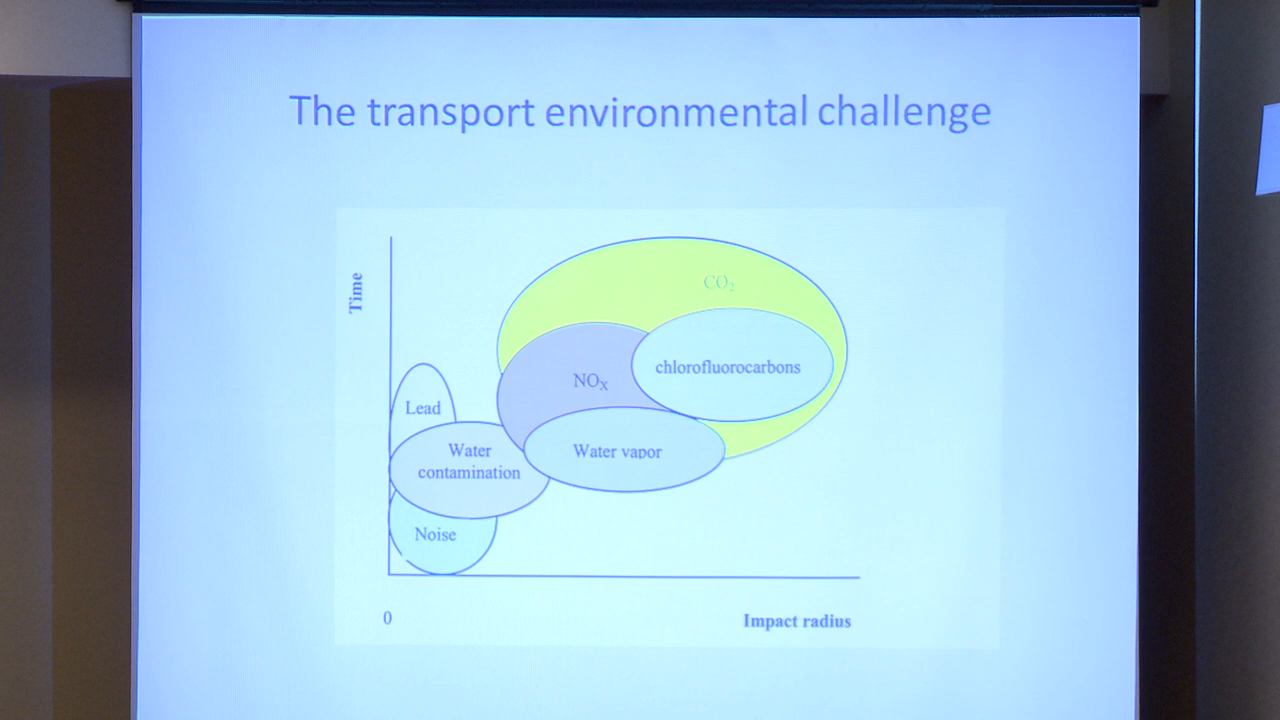 The transport environmental challenge
Time
CO₂
chlorofluorocarbons
NOX
Lead
Water
contamination
Water vapor
Noise
0
Impact radius